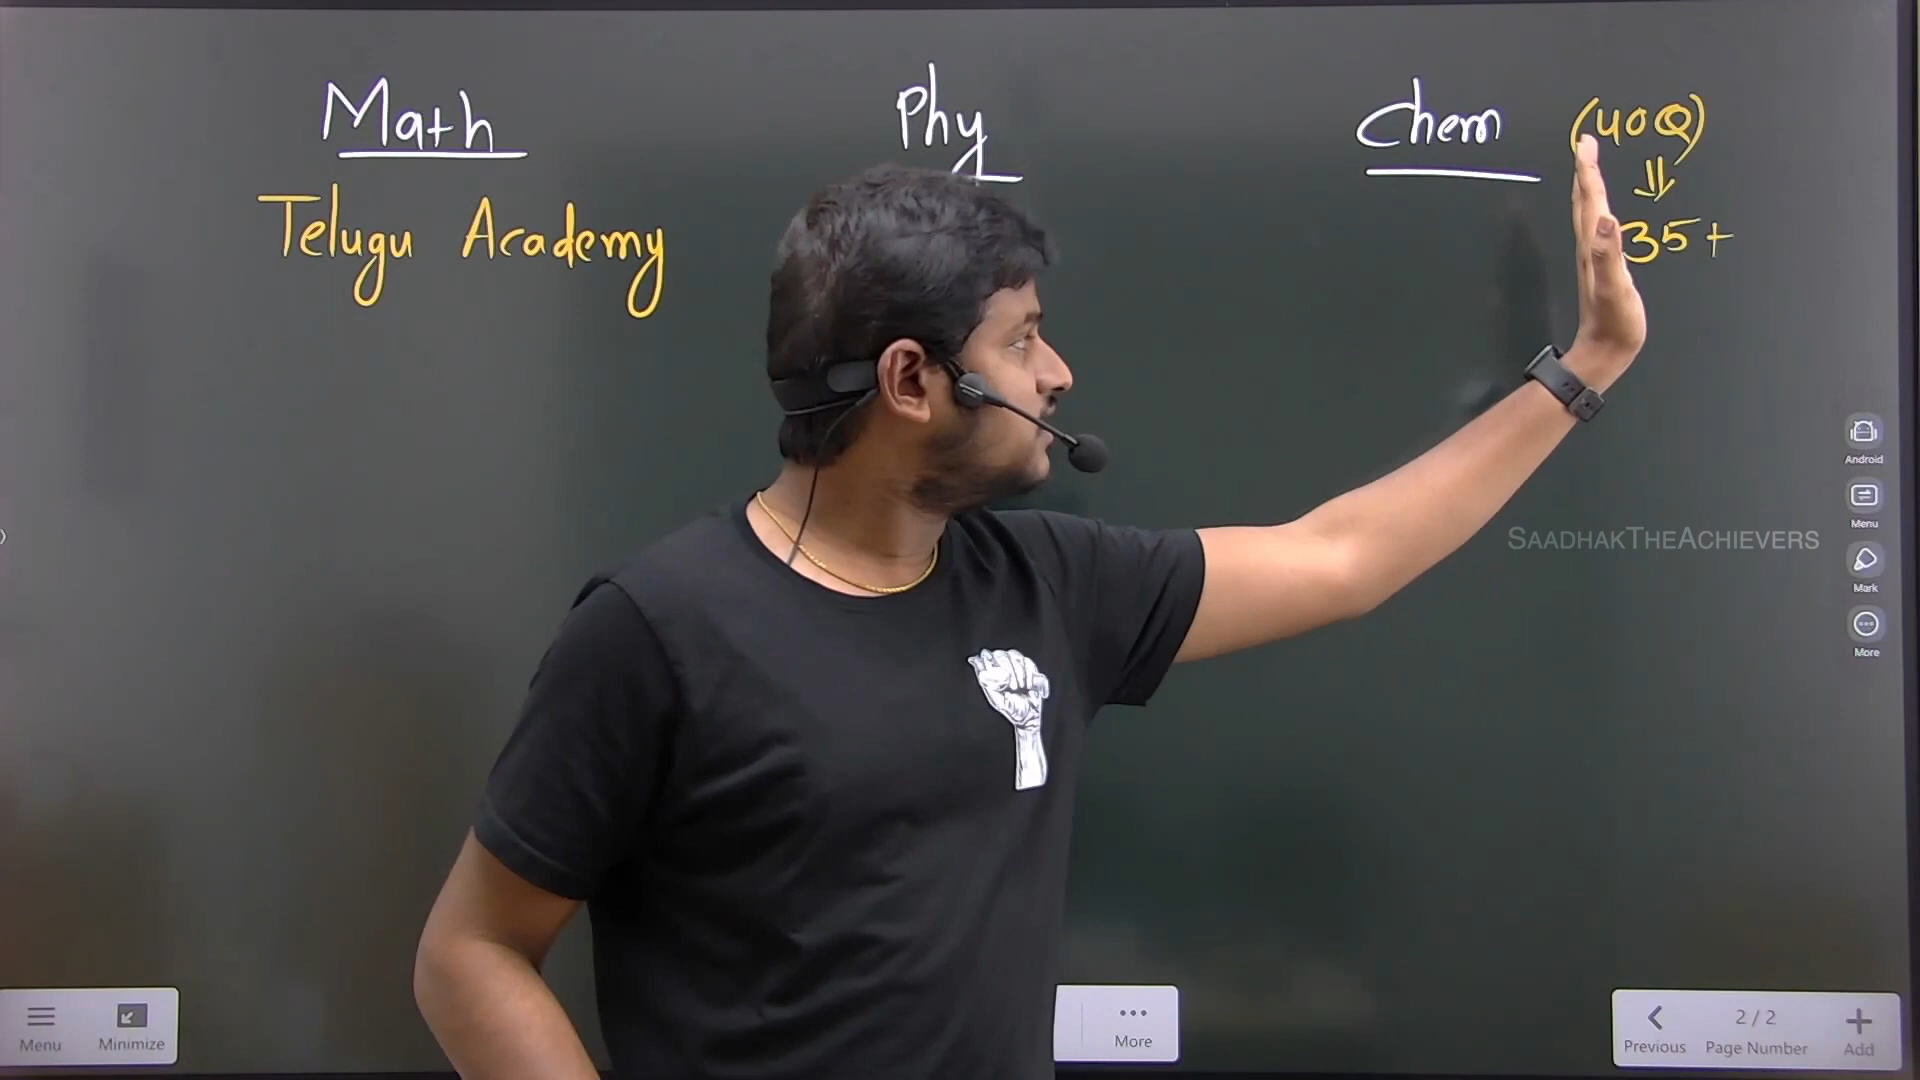 Math Phy Chem (40Q)
Telugu Academy 35+
Android
SAADHAKTHEACHIEVERS
Menu
Mark
More
Menu Minimize More
2 / 2
Previous Page Number Add